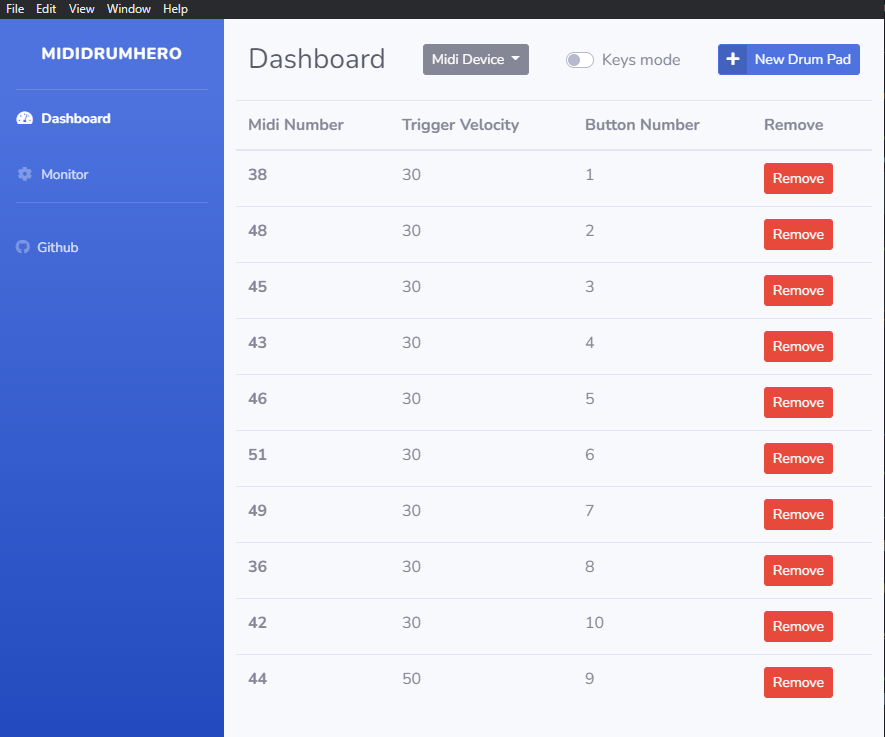 File Edit View Window Help
MIDIDRUMHERO
Dashboard
Monitor
Github
Dashboard Midi Device Keys mode + New Drum Pad
Midi Number Trigger Velocity Button Number Remove
38 30 1 Remove
48 30 2 Remove
45 30 3 Remove
43 30 4 Remove
46 30 5 Remove
51 30 6 Remove
49 30 7 Remove
36 30 8 Remove
42 30 10 Remove
44 50 9 Remove